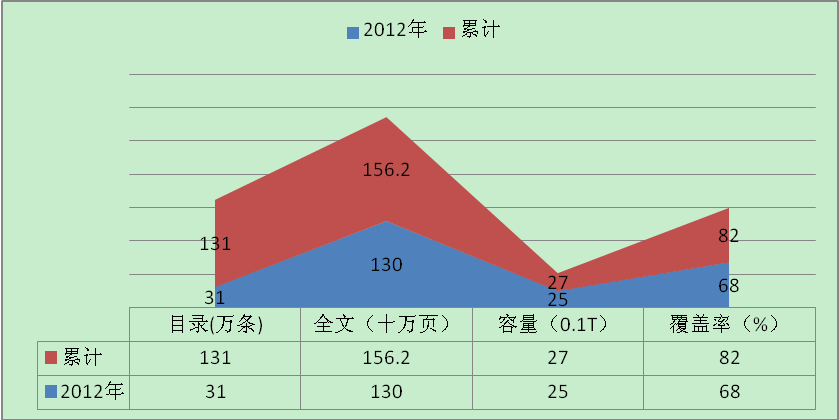 2012年 累计
156.2
131
130
82
68
27
25
31
目录(万条) 全文（十万页） 容量（0.1T） 覆盖率（%）
累计 131 156.2 27 82
2012年 31 130 25 68